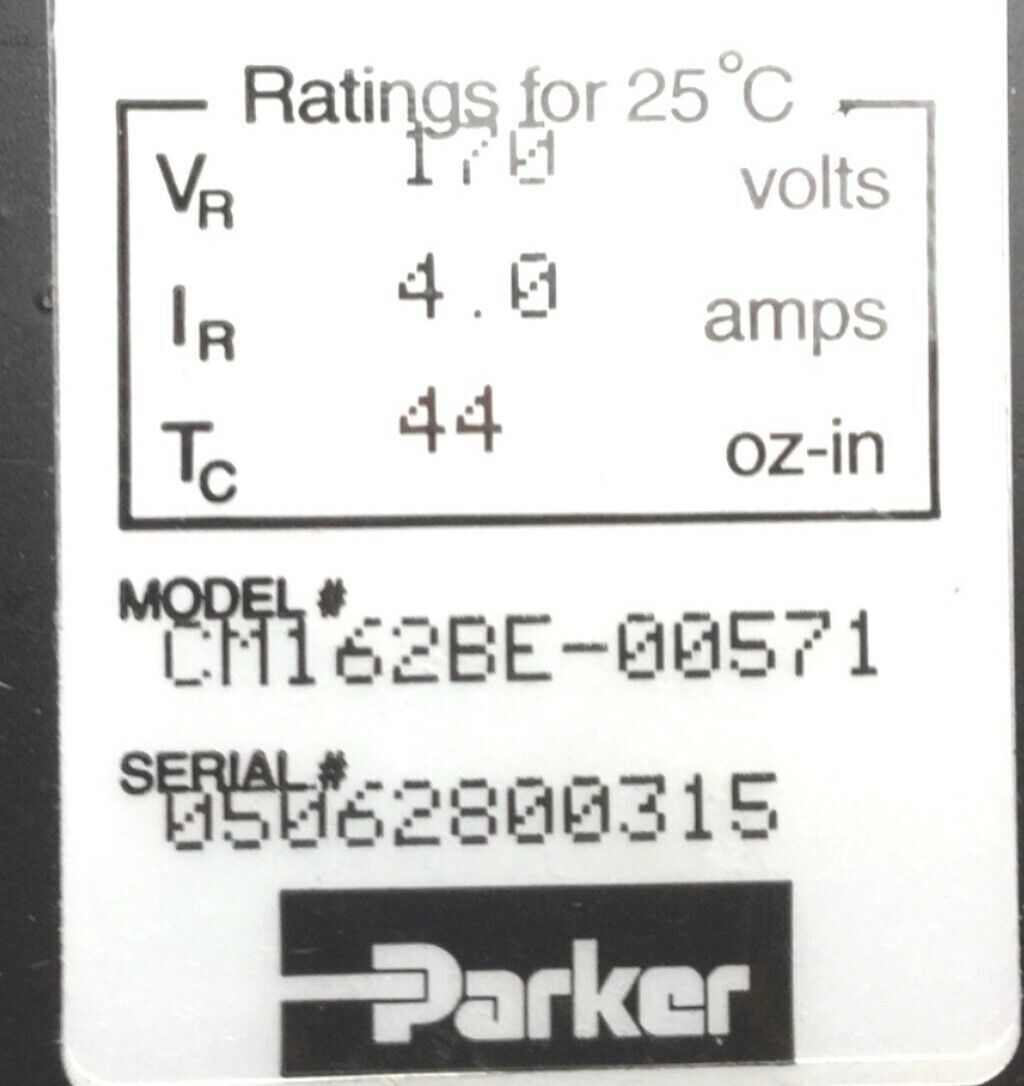 Ratings for 25°C
VR 170 volts
IR 4.0 amps
TC 44 oz-in
MODEL #
CM162BE-00571
SERIAL #
05062800315
Parker